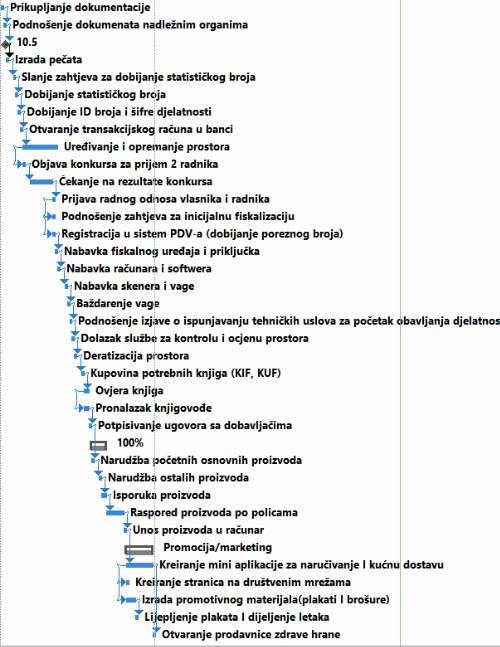 Prikupljanje dokumentacije
Podnošenje dokumenata nadležnim organima
10.5
Izrada pečata
Slanje zahtjeva za dobijanje statističkog broja
Dobijanje statističkog broja
Dobijanje ID broja i šifre djelatnosti
Otvaranje transakcijskog računa u banci
Uređivanje i opremanje prostora
Objava konkursa za prijem 2 radnika
Čekanje na rezultate konkursa
Prijava radnog odnosa vlasnika i radnika
Podnošenje zahtjeva za inicijalnu fiskalizaciju
Registracija u sistem PDV-a (dobijanje poreznog broja)
Nabavka fiskalnog uređaja i priključka
Nabavka računara i softwera
Nabavka skenera i vage
Baždarenje vage
Podnošenje izjave o ispunjavanju tehničkih uslova za početak obavljanja djelatnos
Dolazak službe za kontrolu i ocjenu prostora
Deratizacija prostora
Kupovina potrebnih knjiga (KIF, KUF)
Ovjera knjiga
Pronalazak knjigovođe
Potpisivanje ugovora sa dobavljačima
100%
Narudžba početnih osnovnih proizvoda
Narudžba ostalih proizvoda
Isporuka proizvoda
Raspored proizvoda po policama
Unos proizvoda u računar
Promocija/marketing
Kreiranje mini aplikacije za naručivanje I kućnu dostavu
Kreiranje stranica na društvenim mrežama
Izrada promotivnog materijala(plakati I brošure)
Lijepljenje plakata I dijeljenje letaka
Otvaranje prodavnice zdrave hrane